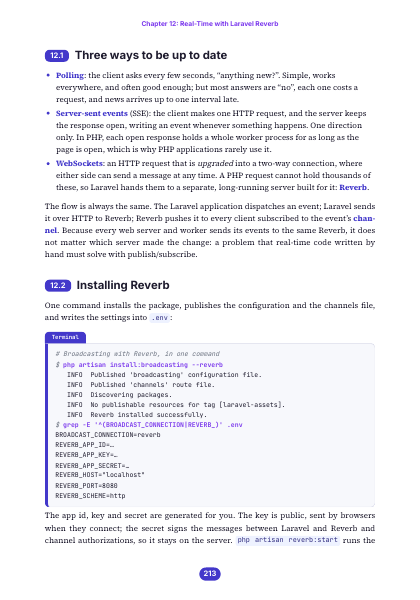 Chapter 12: Real-Time with Laravel Reverb
12.1 Three ways to be up to date
• Polling: the client asks every few seconds, "anything new?". Simple, works
everywhere, and often good enough; but most answers are "no", each one costs a
request, and news arrives up to one interval late.
• Server-sent events (SSE): the client makes one HTTP request, and the server keeps
the response open, writing an event whenever something happens. One direction
only. In PHP, each open response holds a whole worker process for as long as the
page is open, which is why PHP applications rarely use it.
• WebSockets: an HTTP request that is upgraded into a two-way connection, where
either side can send a message at any time. A PHP request cannot hold thousands of
these, so Laravel hands them to a separate, long-running server built for it: Reverb.
The flow is always the same. The Laravel application dispatches an event; Laravel sends
it over HTTP to Reverb; Reverb pushes it to every client subscribed to the event's chan-
nel. Because every web server and worker sends its events to the same Reverb, it does
not matter which server made the change: a problem that real-time code written by
hand must solve with publish/subscribe.
12.2 Installing Reverb
One command installs the package, publishes the configuration and the channels file,
and writes the settings into .env:
Terminal
# Broadcasting with Reverb, in one command
$ php artisan install:broadcasting --reverb
INFO Published 'broadcasting' configuration file.
INFO Published 'channels' route file.
INFO Discovering packages.
INFO No publishable resources for tag [laravel-assets].
INFO Reverb installed successfully.
$ grep -E '^(BROADCAST_CONNECTION|REVERB_)' .env
BROADCAST_CONNECTION=reverb
REVERB_APP_ID=…
REVERB_APP_KEY=…
REVERB_APP_SECRET=…
REVERB_HOST="localhost"
REVERB_PORT=8080
REVERB_SCHEME=http
The app id, key and secret are generated for you. The key is public, sent by browsers
when they connect; the secret signs the messages between Laravel and Reverb and
channel authorizations, so it stays on the server. php artisan reverb:start runs the
213